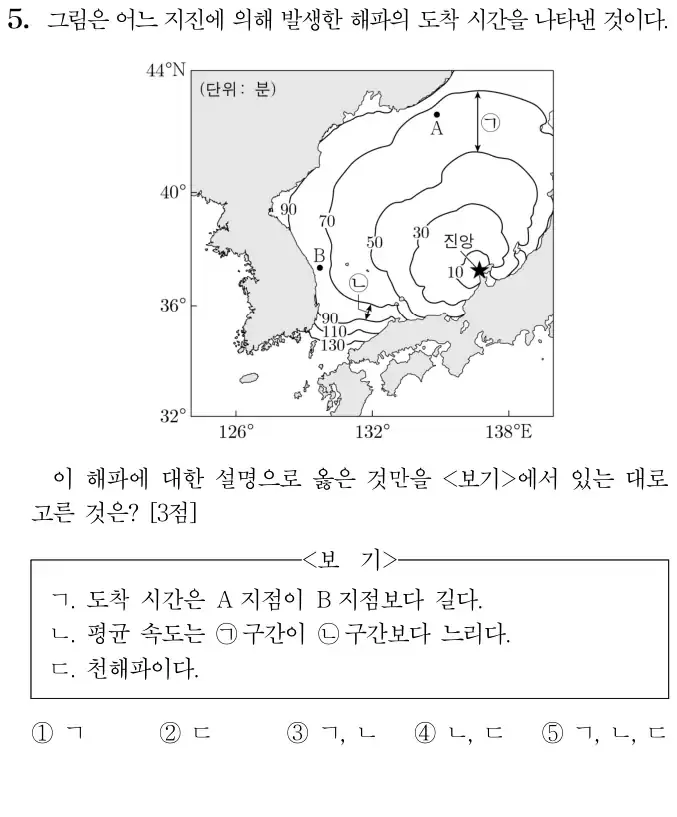 5. 그림은 어느 지진에 의해 발생한 해파의 도착 시간을 나타낸 것이다.
44°N
(단위: 분)
A
㉠
40°
90
70
50
30
진앙
B
10
㉡
36°
90
110
130
32°
126° 132° 138°E
이 해파에 대한 설명으로 옳은 것만을 <보기>에서 있는 대로
고른 것은? [3점]
<보 기>
ㄱ. 도착 시간은 A 지점이 B 지점보다 길다.
ㄴ. 평균 속도는 ㉠ 구간이 ㉡ 구간보다 느리다.
ㄷ. 천해파이다.
① ㄱ ② ㄷ ③ ㄱ, ㄴ ④ ㄴ, ㄷ ⑤ ㄱ, ㄴ, ㄷ